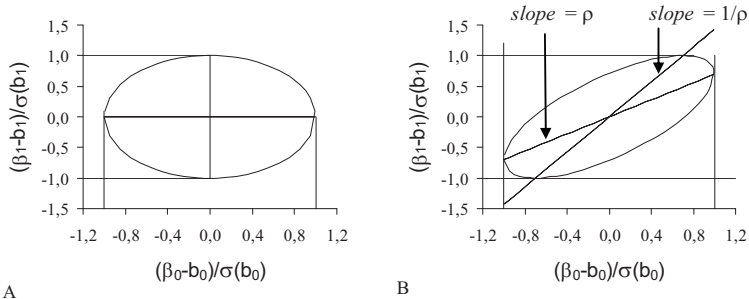 1,5
1,0
0,5
0,0
-0,5
-1,0
-1,5
-1,2 -0,8 -0,4 0,0 0,4 0,8 1,2
(β1-b1)/σ(b1)
(β0-b0)/σ(b0)
A
slope = ρ
slope = 1/ρ
1,5
1,0
0,5
0,0
-0,5
-1,0
-1,5
-1,2 -0,8 -0,4 0,0 0,4 0,8 1,2
(β1-b1)/σ(b1)
(β0-b0)/σ(b0)
B